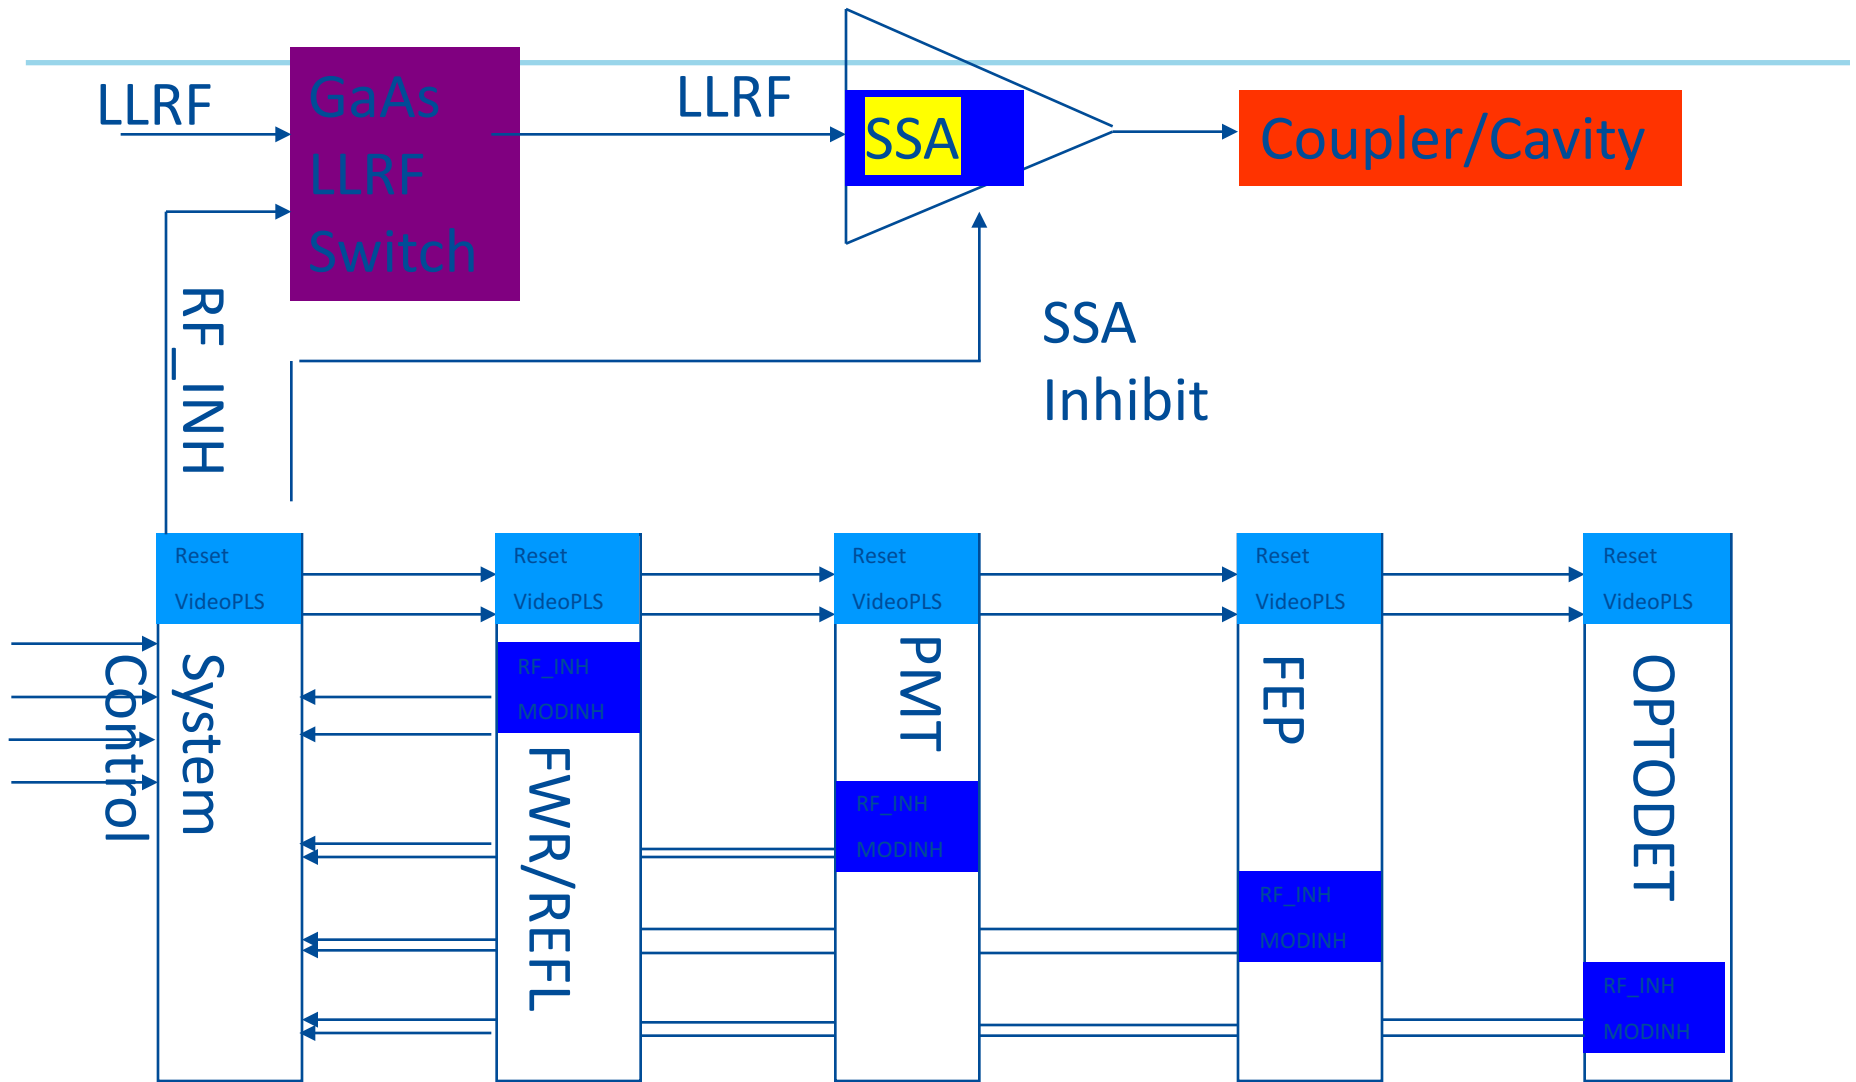 LLRF
GaAs
LLRF
Switch
LLRF
SSA
Coupler/Cavity
RF_INH
SSA
Inhibit
Reset
VideoPLS
Reset
VideoPLS
Reset
VideoPLS
Reset
VideoPLS
Reset
VideoPLS
System
Control
RF_INH
MODINH
FWR/REFL
PMT
RF_INH
MODINH
FEP
RF_INH
MODINH
OPTODET
RF_INH
MODINH